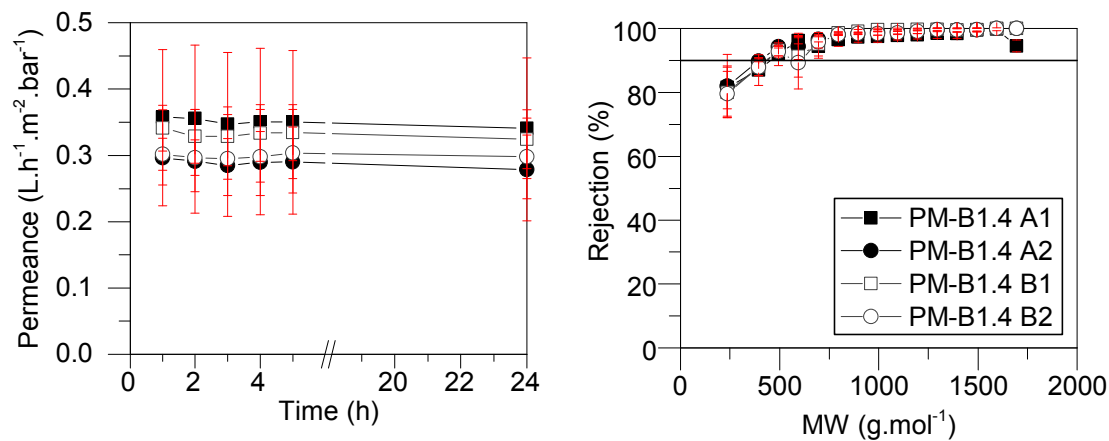 0.5
0.4
0.3
0.2
0.1
0.0
Permeance (L.h⁻¹.m⁻².bar⁻¹)
0 2 4 20 22 24
Time (h)
100
80
60
40
20
0
Rejection (%)
PM-B1.4 A1
PM-B1.4 A2
PM-B1.4 B1
PM-B1.4 B2
0 500 1000 1500 2000
MW (g.mol⁻¹)